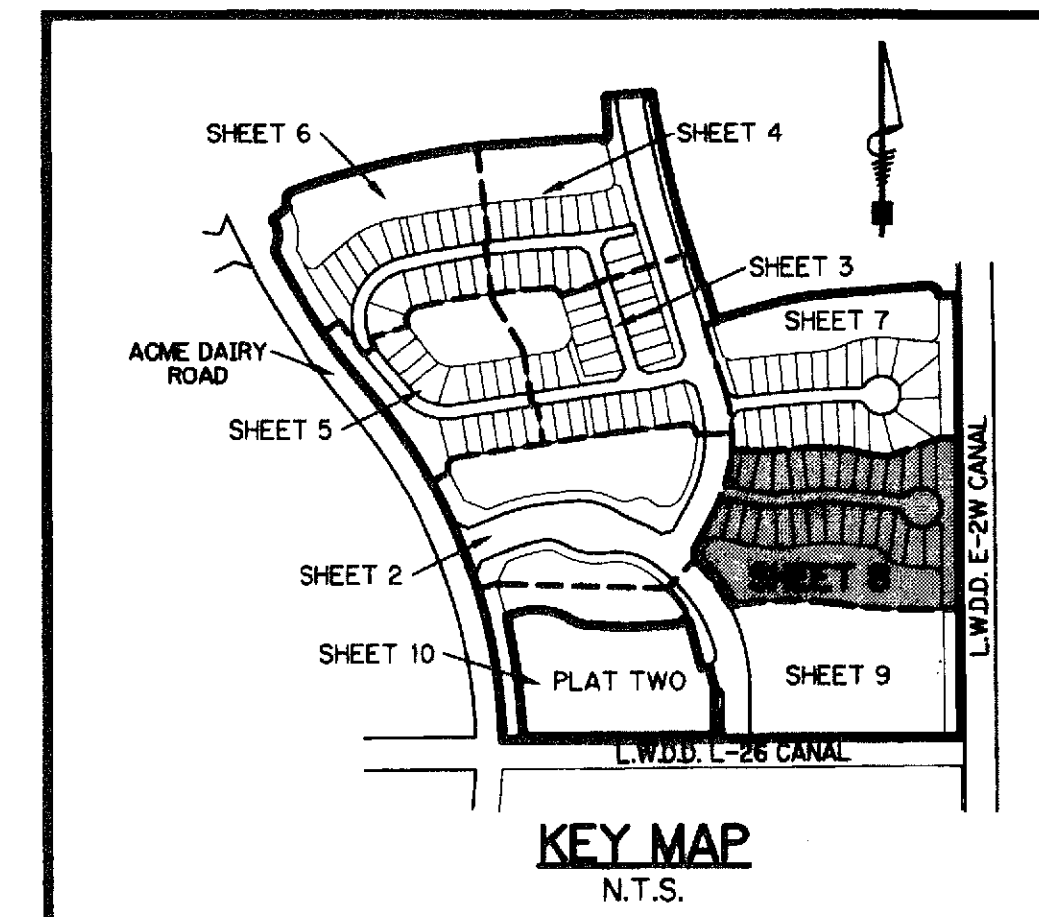 SHEET 6
SHEET 4
SHEET 3
SHEET 7
ACME DAIRY
ROAD
SHEET 5
L.W.D.D. E-2W CANAL
SHEET 2
SHEET 8
SHEET 10
PLAT TWO
SHEET 9
L.W.D.D. L-26 CANAL
KEY MAP
N.T.S.